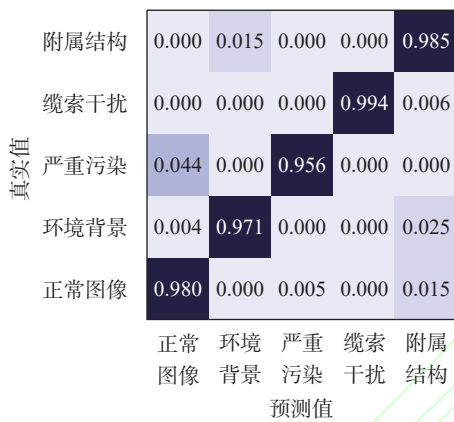 真实值
附属结构 0.000 0.015 0.000 0.000 0.985
缆索干扰 0.000 0.000 0.000 0.994 0.006
严重污染 0.044 0.000 0.956 0.000 0.000
环境背景 0.004 0.971 0.000 0.000 0.025
正常图像 0.980 0.000 0.005 0.000 0.015
正常 环境 严重 缆索 附属
图像 背景 污染 干扰 结构
预测值